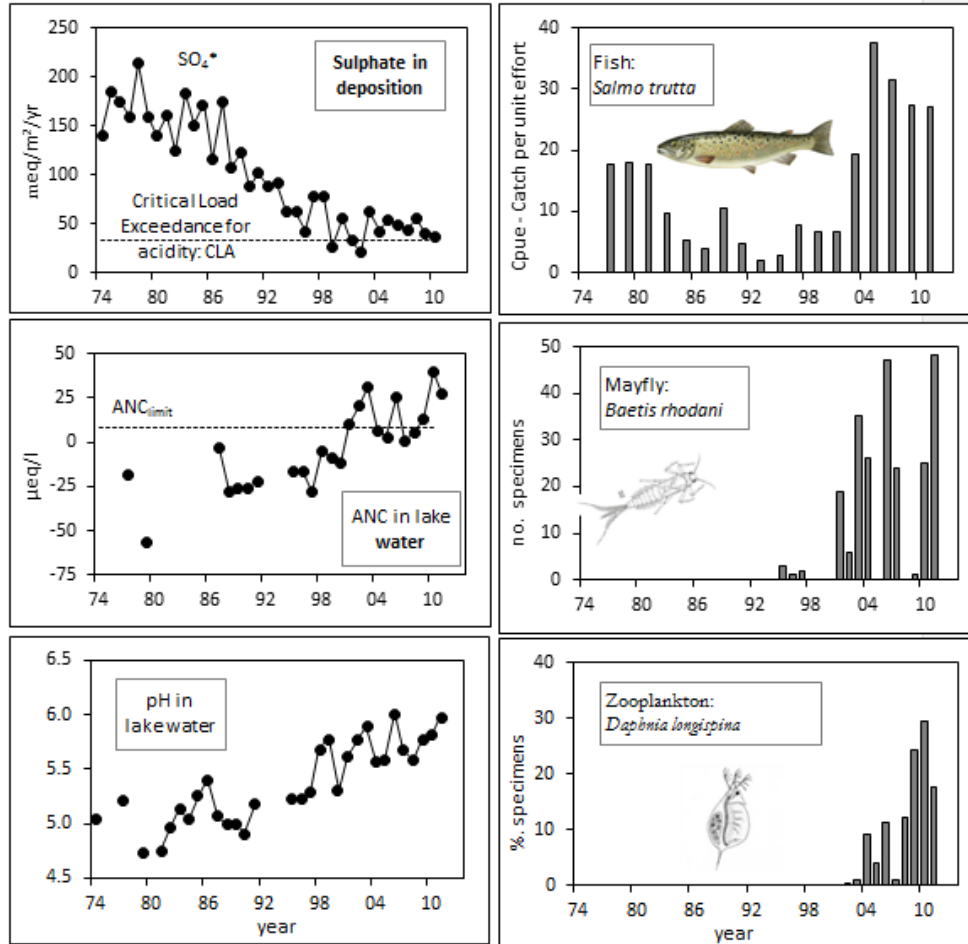 250
200
150
100
50
0
meq/m²/yr
SO₄*
Sulphate in
deposition
Critical Load
Exceedance for
acidity: CLA
74 80 86 92 98 04 10
40
30
20
10
0
Cpue - Catch per unit effort
Fish:
Salmo trutta
74 80 86 92 98 04 10
50
25
0
-25
-50
-75
µeq/l
ANClimit
ANC in lake
water
74 80 86 92 98 04 10
50
40
30
20
10
0
no. specimens
Mayfly:
Baetis rhodani
74 80 86 92 98 04 10
6.5
6.0
5.5
5.0
4.5
pH in
lake water
74 80 86 92 98 04 10
year
40
30
20
10
0
%. specimens
Zooplankton:
Daphnia longispina
74 80 86 92 98 04 10
year